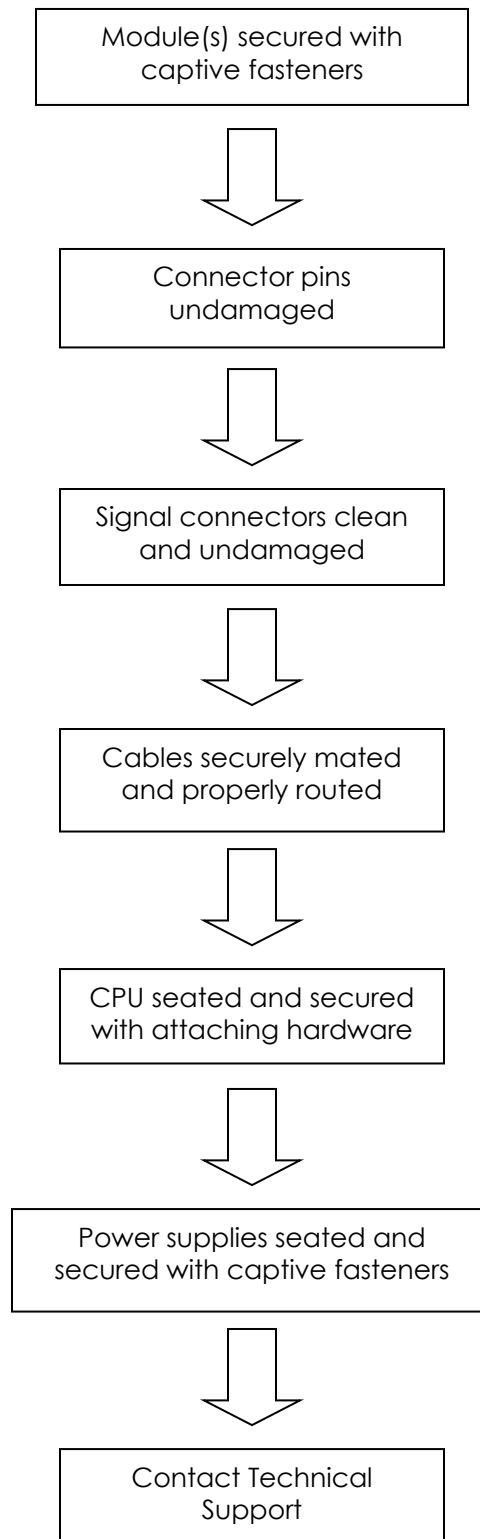 Module(s) secured with
captive fasteners
Connector pins
undamaged
Signal connectors clean
and undamaged
Cables securely mated
and properly routed
CPU seated and secured
with attaching hardware
Power supplies seated and
secured with captive fasteners
Contact Technical
Support